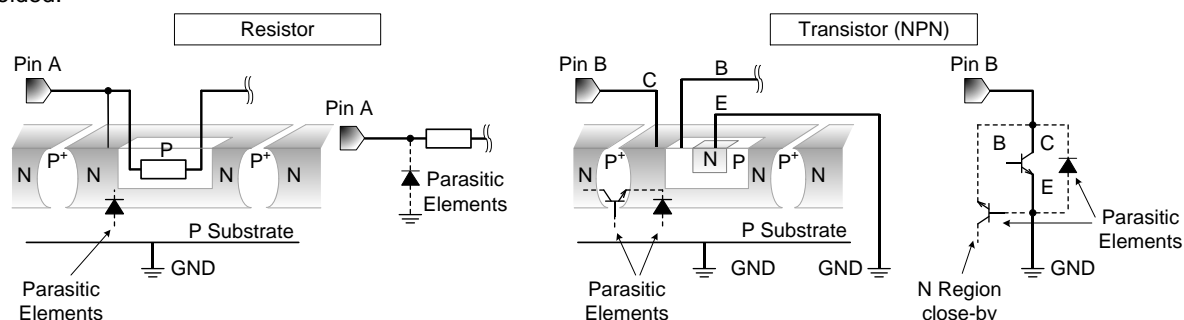 Resistor
Transistor (NPN)
Pin A
Pin A
P
N
P+
N
N
P+
N
Parasitic
Elements
P Substrate
GND
Parasitic
Elements
Pin B
C
B
E
N
P+
N
N
P
N
P+
N
P Substrate
GND
GND
Parasitic
Elements
Pin B
B
C
E
Parasitic
Elements
GND
N Region
close-by